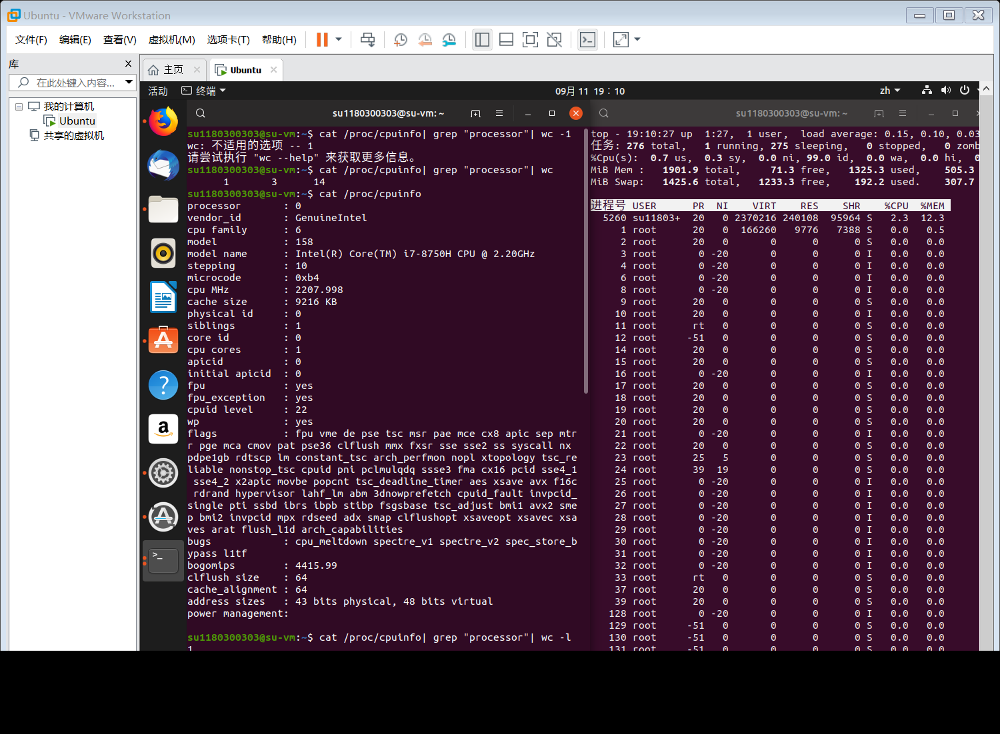 Ubuntu - VMware Workstation
文件(F) 编辑(E) 查看(V) 虚拟机(M) 选项卡(T) 帮助(H)
库
在此处键入内容...
我的计算机
Ubuntu
共享的虚拟机
主页 Ubuntu
活动 终端 09月 11 19：10 zh
su1180300303@su-vm: ~
su1180300303@su-vm:~$ cat /proc/cpuinfo| grep "processor"| wc -1
wc: 不适用的选项 -- 1
请尝试执行 "wc --help" 来获取更多信息。
su1180300303@su-vm:~$ cat /proc/cpuinfo| grep "processor"| wc
1 3 14
su1180300303@su-vm:~$ cat /proc/cpuinfo
processor : 0
vendor_id : GenuineIntel
cpu family : 6
model : 158
model name : Intel(R) Core(TM) i7-8750H CPU @ 2.20GHz
stepping : 10
microcode : 0xb4
cpu MHz : 2207.998
cache size : 9216 KB
physical id : 0
siblings : 1
core id : 0
cpu cores : 1
apicid : 0
initial apicid : 0
fpu : yes
fpu_exception : yes
cpuid level : 22
wp : yes
flags : fpu vme de pse tsc msr pae mce cx8 apic sep mtr
r pge mca cmov pat pse36 clflush mmx fxsr sse sse2 ss syscall nx
pdpe1gb rdtscp lm constant_tsc arch_perfmon nopl xtopology tsc_re
liable nonstop_tsc cpuid pni pclmulqdq ssse3 fma cx16 pcid sse4_1
sse4_2 x2apic movbe popcnt tsc_deadline_timer aes xsave avx f16c
rdrand hypervisor lahf_lm abm 3dnowprefetch cpuid_fault invpcid_
single pti ssbd ibrs ibpb stibp fsgsbase tsc_adjust bmi1 avx2 sme
p bmi2 invpcid mpx rdseed adx smap clflushopt xsaveopt xsavec xsa
ves arat flush_l1d arch_capabilities
bugs : cpu_meltdown spectre_v1 spectre_v2 spec_store_b
ypass l1tf
bogomips : 4415.99
clflush size : 64
cache_alignment : 64
address sizes : 43 bits physical, 48 bits virtual
power management:
su1180300303@su-vm:~$ cat /proc/cpuinfo| grep "processor"| wc -l
1
su1180300303@su-vm: ~
top - 19:10:27 up 1:27, 1 user, load average: 0.15, 0.10, 0.03
任务: 276 total, 1 running, 275 sleeping, 0 stopped, 0 zomb
%Cpu(s): 0.7 us, 0.3 sy, 0.0 ni, 99.0 id, 0.0 wa, 0.0 hi, 0
MiB Mem : 1901.9 total, 71.3 free, 1325.3 used, 505.3
MiB Swap: 1425.6 total, 1233.3 free, 192.2 used. 307.7
进程号 USER PR NI VIRT RES SHR %CPU %MEM
5260 su11803+ 20 0 2370216 240108 95964 S 2.3 12.3
1 root 20 0 166260 9776 7388 S 0.0 0.5
2 root 20 0 0 0 0 S 0.0 0.0
3 root 0 -20 0 0 0 I 0.0 0.0
4 root 0 -20 0 0 0 I 0.0 0.0
6 root 0 -20 0 0 0 I 0.0 0.0
8 root 0 -20 0 0 0 I 0.0 0.0
9 root 20 0 0 0 0 S 0.0 0.0
10 root 20 0 0 0 0 I 0.0 0.0
11 root rt 0 0 0 0 S 0.0 0.0
12 root -51 0 0 0 0 S 0.0 0.0
14 root 20 0 0 0 0 S 0.0 0.0
15 root 20 0 0 0 0 S 0.0 0.0
16 root 0 -20 0 0 0 I 0.0 0.0
17 root 20 0 0 0 0 S 0.0 0.0
18 root 20 0 0 0 0 S 0.0 0.0
19 root 20 0 0 0 0 S 0.0 0.0
20 root 20 0 0 0 0 S 0.0 0.0
21 root 0 -20 0 0 0 I 0.0 0.0
22 root 20 0 0 0 0 S 0.0 0.0
23 root 25 5 0 0 0 S 0.0 0.0
24 root 39 19 0 0 0 S 0.0 0.0
25 root 0 -20 0 0 0 I 0.0 0.0
26 root 0 -20 0 0 0 I 0.0 0.0
27 root 0 -20 0 0 0 I 0.0 0.0
28 root 0 -20 0 0 0 I 0.0 0.0
29 root 0 -20 0 0 0 I 0.0 0.0
30 root 0 -20 0 0 0 I 0.0 0.0
31 root 0 -20 0 0 0 I 0.0 0.0
32 root 0 -20 0 0 0 I 0.0 0.0
33 root rt 0 0 0 0 S 0.0 0.0
37 root 20 0 0 0 0 S 0.0 0.0
39 root 20 0 0 0 0 S 0.0 0.0
128 root 0 -20 0 0 0 I 0.0 0.0
129 root -51 0 0 0 0 S 0.0 0.0
130 root -51 0 0 0 0 S 0.0 0.0
131 root -51 0 0 0 0 S 0.0 0.0